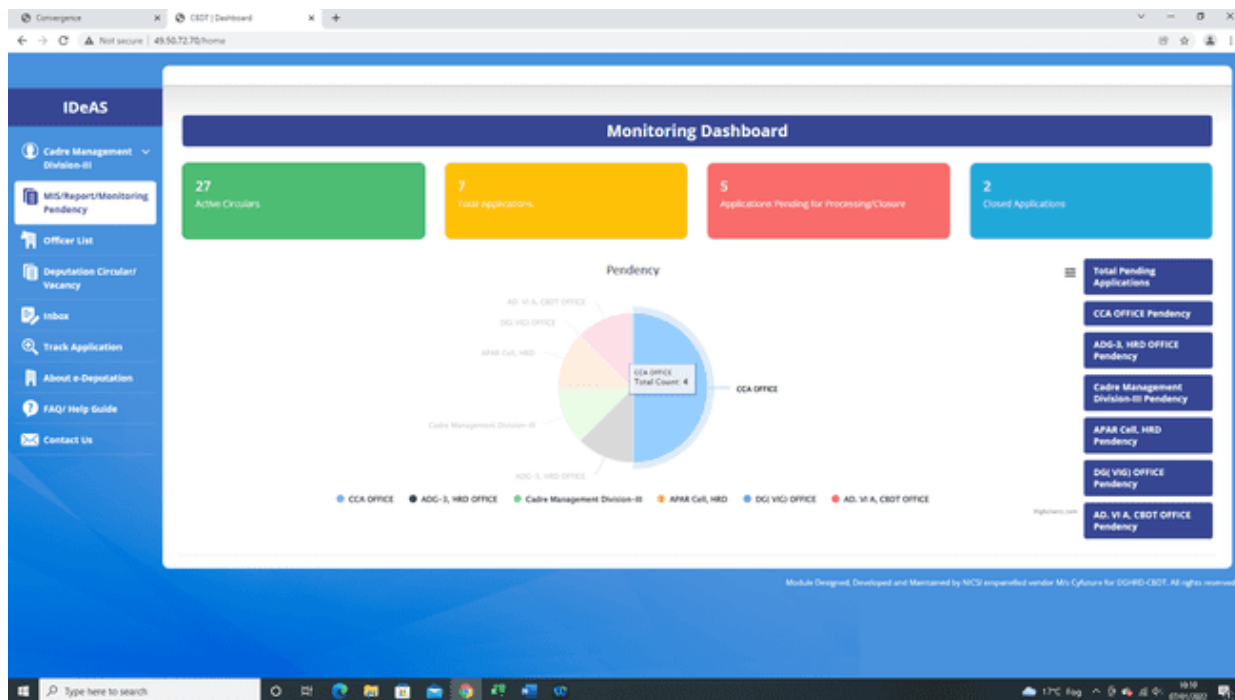 Convergence
CBDT | Dashboard
Not secure | 49.50.72.70/home
IDeAS
Cadre Management
Division-III
MIS/Report/Monitoring
Pendency
Officer List
Deputation Circular/
Vacancy
Inbox
Track Application
About e-Deputation
FAQ/ Help Guide
Contact Us
Monitoring Dashboard
27
Active Circulars
7
Total Applications
5
Applications Pending for Processing/Closure
2
Closed Applications
Pendency
AD. VI A, CBDT OFFICE
DG( VIG) OFFICE
APAR Cell, HRD
Cadre Management Division-III
ADG-3, HRD OFFICE
CCA OFFICE
CCA OFFICE
Total Count: 4
CCA OFFICE
ADG-3, HRD OFFICE
Cadre Management Division-III
APAR Cell, HRD
DG( VIG) OFFICE
AD. VI A, CBDT OFFICE
Highcharts.com
Total Pending
Applications
CCA OFFICE Pendency
ADG-3, HRD OFFICE
Pendency
Cadre Management
Division-III Pendency
APAR Cell, HRD
Pendency
DG( VIG) OFFICE
Pendency
AD. VI A, CBDT OFFICE
Pendency
Module Designed, Developed and Maintained by NICSI empanelled vendor M/s Cyfuture for DGHRD-CBDT. All rights reserved
Type here to search
17°C Fog
07/01/2022